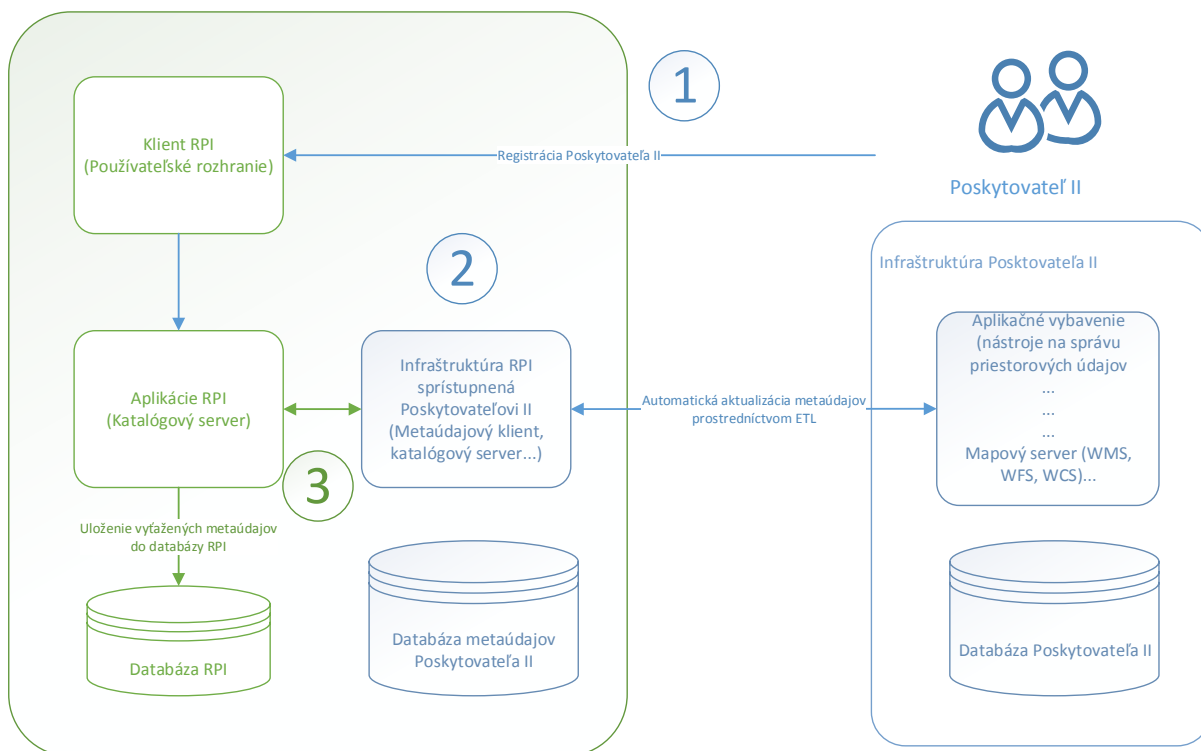 1
Klient RPI
(Používateľské rozhranie)
Registrácia Poskytovateľa II
Poskytovateľ II
2
Infraštruktúra Posktovateľa II
Aplikačné vybavenie
(nástroje na správu
priestorových údajov
...
...
...
Mapový server (WMS,
WFS, WCS)...
Aplikácie RPI
(Katalógový server)
Infraštruktúra RPI
sprístupnená
Poskytovateľovi II
(Metaúdajový klient,
katalógový server...)
Automatická aktualizácia metaúdajov
prostredníctvom ETL
3
Uloženie vyťažených metaúdajov
do databázy RPI
Databáza RPI
Databáza metaúdajov
Poskytovateľa II
Databáza Poskytovateľa II